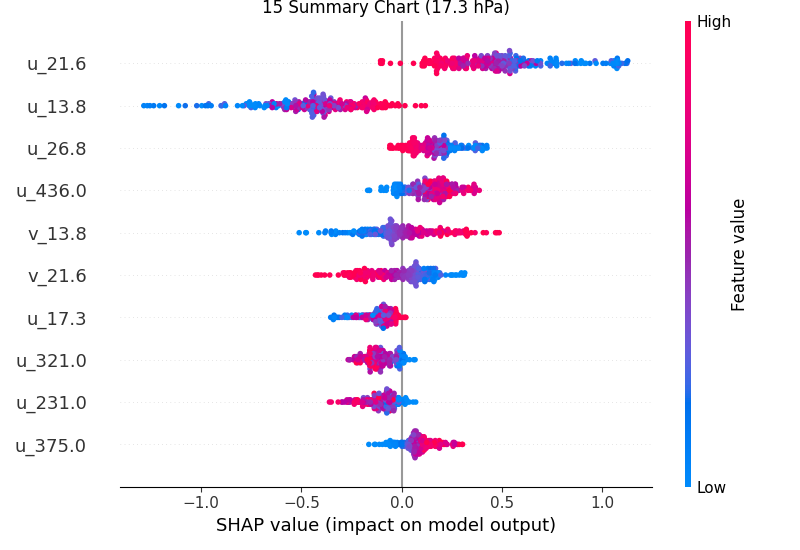 15 Summary Chart (17.3 hPa)
High
u_21.6
u_13.8
u_26.8
u_436.0
v_13.8
v_21.6
u_17.3
u_321.0
u_231.0
u_375.0
Feature value
Low
−1.0 −0.5 0.0 0.5 1.0
SHAP value (impact on model output)